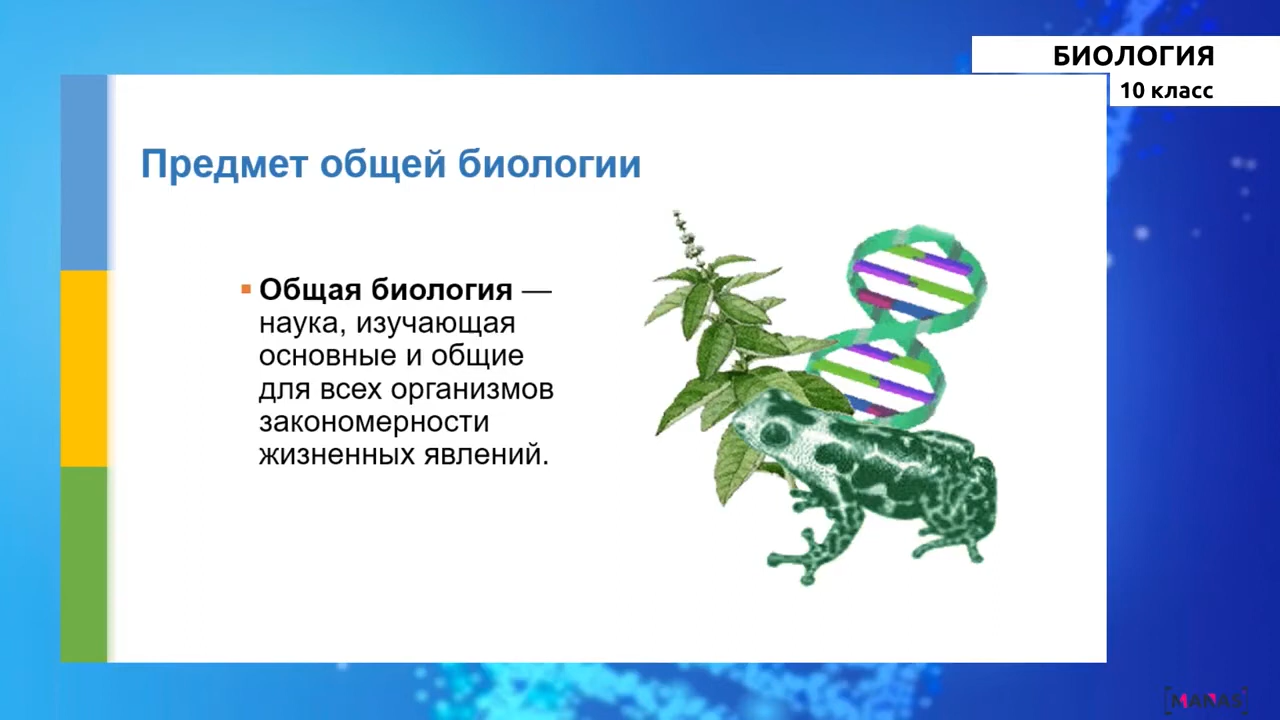 БИОЛОГИЯ
10 класс
Предмет общей биологии
Общая биология —
наука, изучающая
основные и общие
для всех организмов
закономерности
жизненных явлений.
MANAS